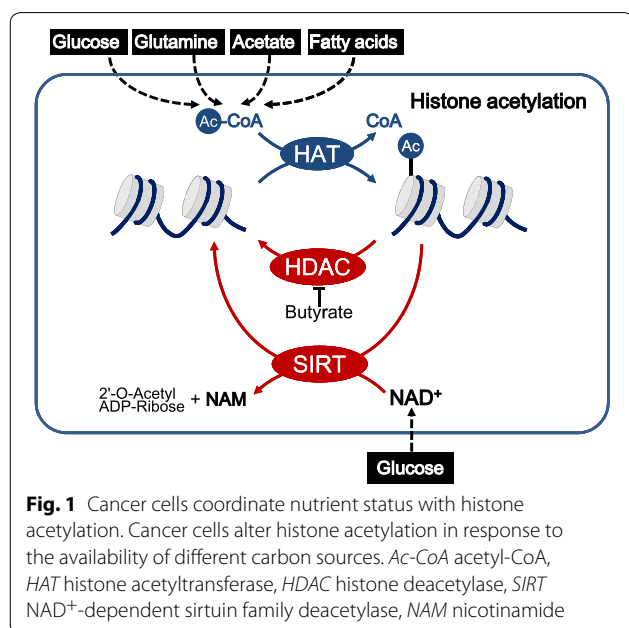 Glucose Glutamine Acetate Fatty acids
Histone acetylation
Ac-CoA CoA
Ac
HAT
HDAC
Butyrate
SIRT
2'-O-Acetyl
ADP-Ribose + NAM NAD⁺
Glucose
Fig. 1 Cancer cells coordinate nutrient status with histone
acetylation. Cancer cells alter histone acetylation in response to
the availability of different carbon sources. Ac-CoA acetyl-CoA,
HAT histone acetyltransferase, HDAC histone deacetylase, SIRT
NAD⁺-dependent sirtuin family deacetylase, NAM nicotinamide